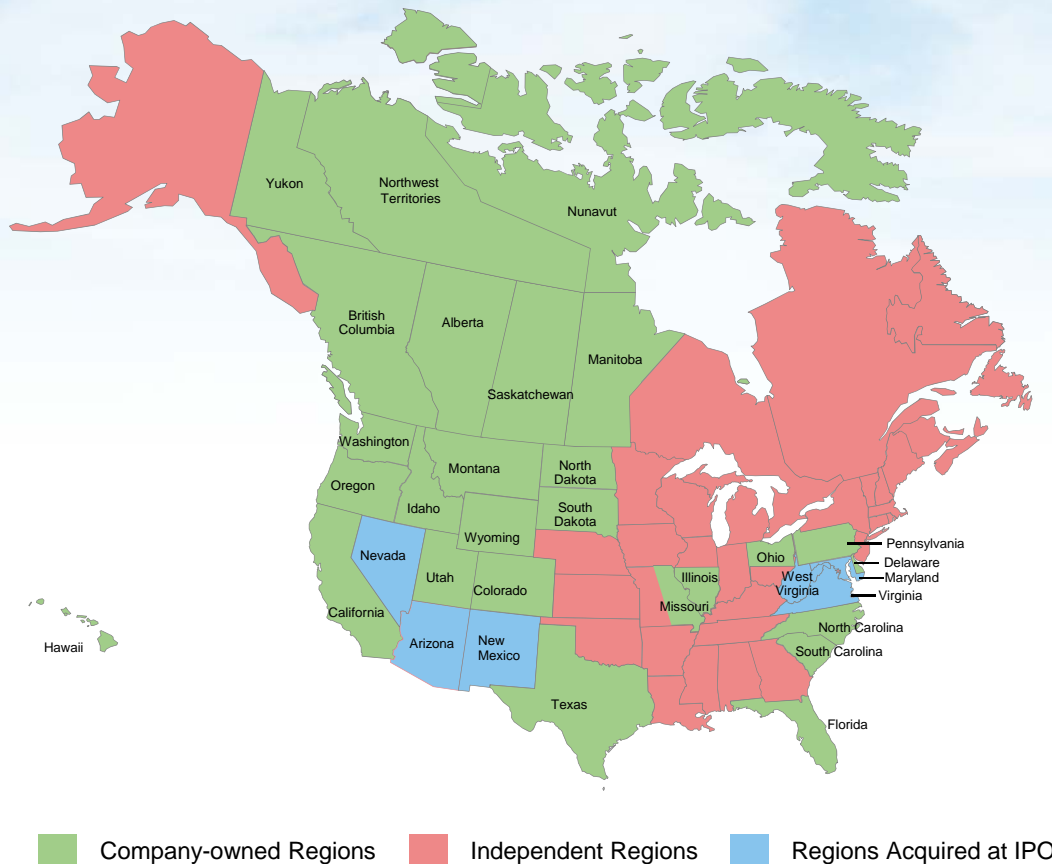 Yukon
Northwest
Territories
Nunavut
British
Columbia
Alberta
Manitoba
Saskatchewan
Washington
Montana
North
Dakota
Oregon
Idaho
South
Dakota
Wyoming
Nevada
Ohio
Pennsylvania
Delaware
Maryland
Utah
Colorado
Illinois
West
Virginia
Virginia
California
Missouri
Hawaii
Arizona
New
Mexico
North Carolina
South Carolina
Texas
Florida
Company-owned Regions
Independent Regions
Regions Acquired at IPO